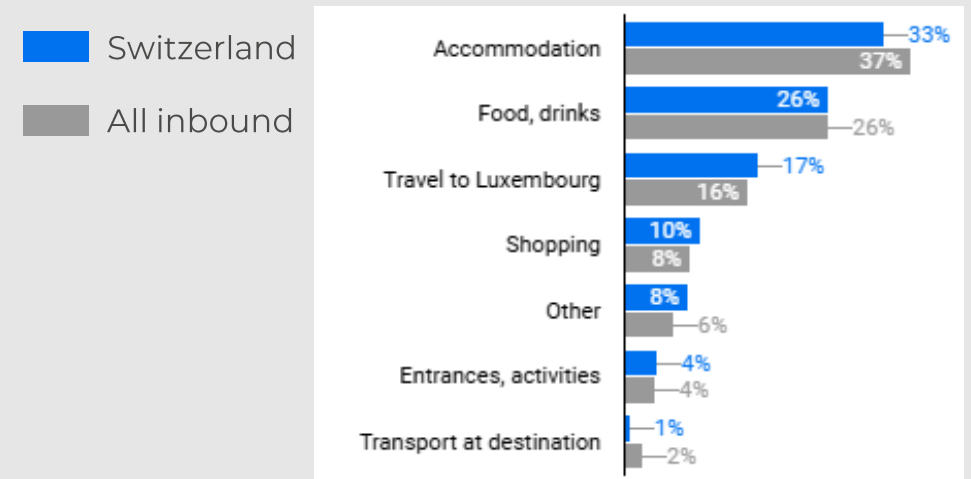 Switzerland
All inbound
Accommodation
33%
37%
Food, drinks
26%
26%
Travel to Luxembourg
17%
16%
Shopping
10%
8%
Other
8%
6%
Entrances, activities
4%
4%
Transport at destination
1%
2%